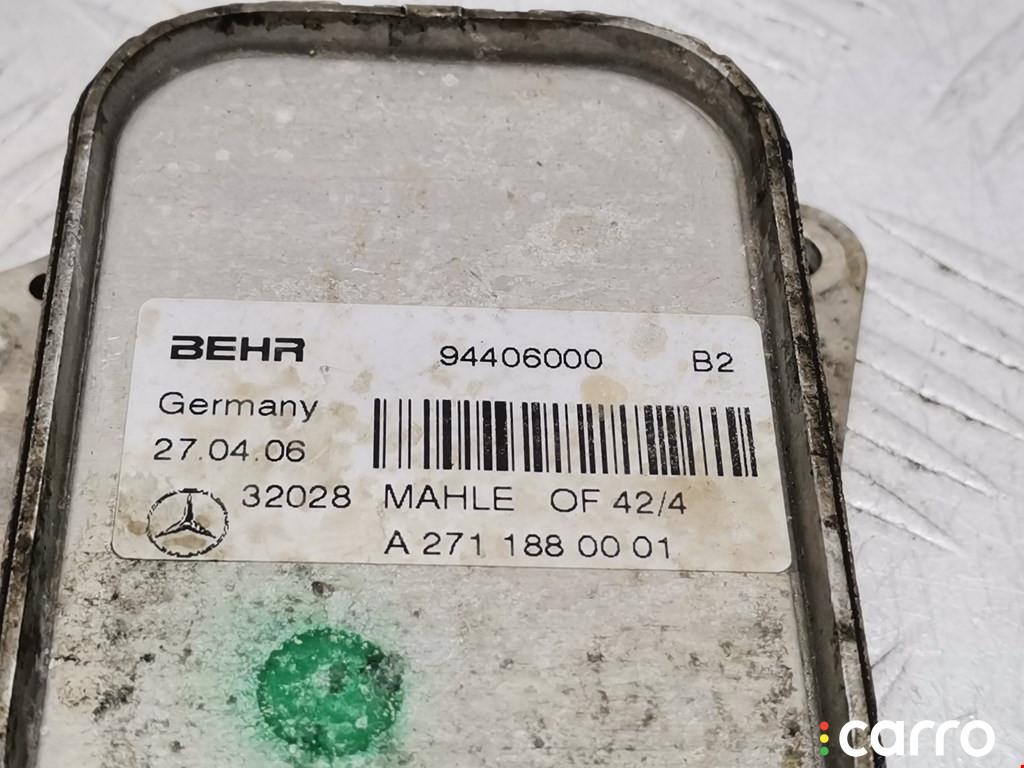 BEHR 94406000 B2
Germany
27.04.06
32028 MAHLE OF 42/4
A 271 188 00 01
carro